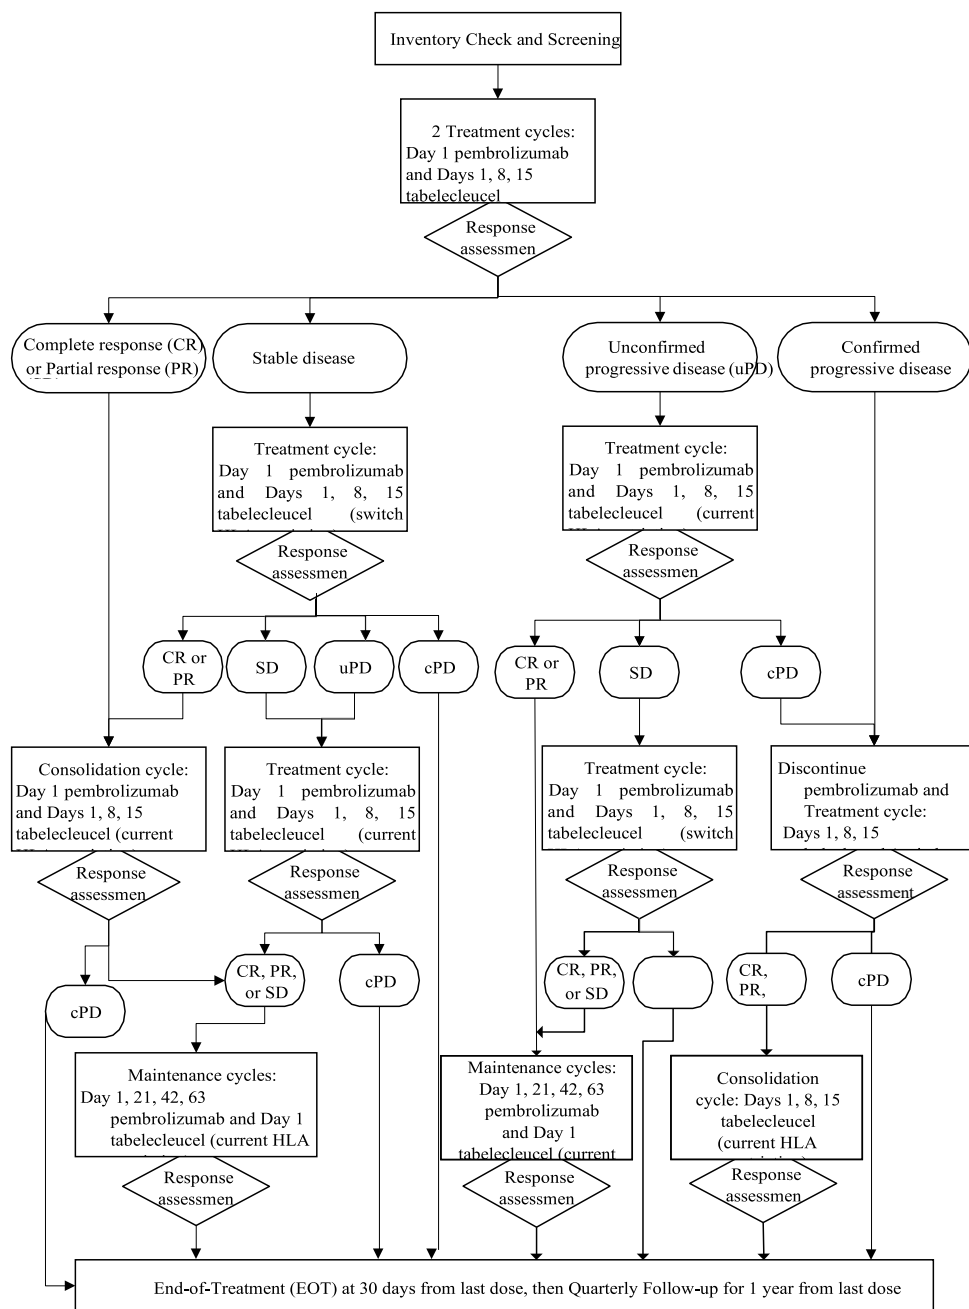 Inventory Check and Screening
2 Treatment cycles:
Day 1 pembrolizumab
and Days 1, 8, 15
tabelecleucel
Response
assessmen
Complete response (CR)
or Partial response (PR)
Stable disease
Unconfirmed
progressive disease (uPD)
Confirmed
progressive disease
Treatment cycle:
Day 1 pembrolizumab
and Days 1, 8, 15
tabelecleucel (switch
Response
assessmen
Treatment cycle:
Day 1 pembrolizumab
and Days 1, 8, 15
tabelecleucel (current
Response
assessmen
CR or
PR
SD
uPD
cPD
CR or
PR
SD
cPD
Consolidation cycle:
Day 1 pembrolizumab
and Days 1, 8, 15
tabelecleucel (current
Response
assessmen
Treatment cycle:
Day 1 pembrolizumab
and Days 1, 8, 15
tabelecleucel (current
Response
assessmen
Treatment cycle:
Day 1 pembrolizumab
and Days 1, 8, 15
tabelecleucel (switch
Response
assessmen
Discontinue
pembrolizumab and
Treatment cycle:
Days 1, 8, 15
Response
assessment
cPD
CR, PR,
or SD
cPD
CR, PR,
or SD
CR,
PR,
cPD
Maintenance cycles:
Day 1, 21, 42, 63
pembrolizumab and Day 1
tabelecleucel (current HLA
Response
assessmen
Maintenance cycles:
Day 1, 21, 42, 63
pembrolizumab
and Day 1
tabelecleucel (current
Response
assessmen
Consolidation
cycle: Days 1, 8, 15
tabelecleucel
(current HLA
Response
assessmen
End-of-Treatment (EOT) at 30 days from last dose, then Quarterly Follow-up for 1 year from last dose